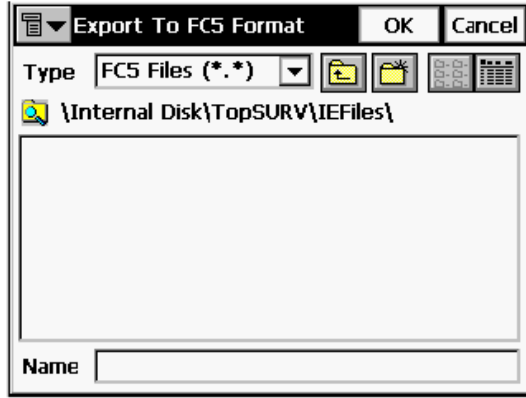 Export To FC5 Format OK Cancel
Type FC5 Files (*.*)
\Internal Disk\TopSURV\IEFiles\
Name